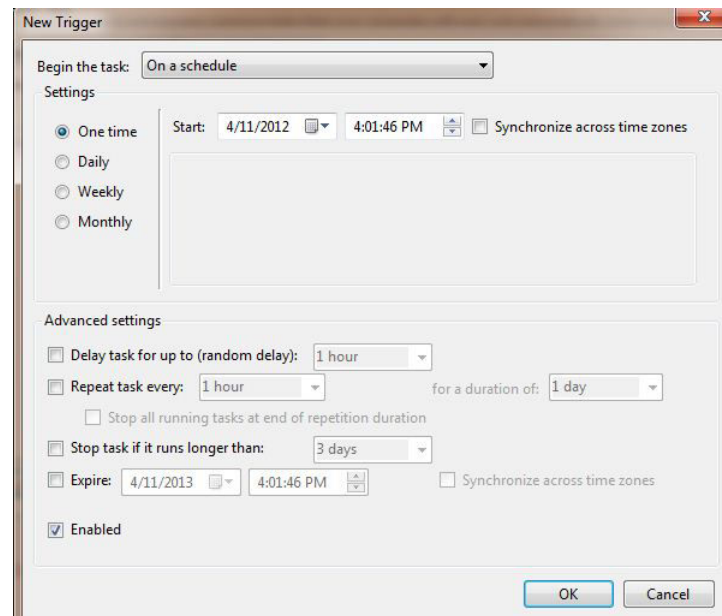 New Trigger
Begin the task: On a schedule
Settings
One time
Start: 4/11/2012 4:01:46 PM Synchronize across time zones
Daily
Weekly
Monthly
Advanced settings
Delay task for up to (random delay): 1 hour
Repeat task every: 1 hour for a duration of: 1 day
Stop all running tasks at end of repetition duration
Stop task if it runs longer than: 3 days
Expire: 4/11/2013 4:01:46 PM Synchronize across time zones
Enabled
OK Cancel